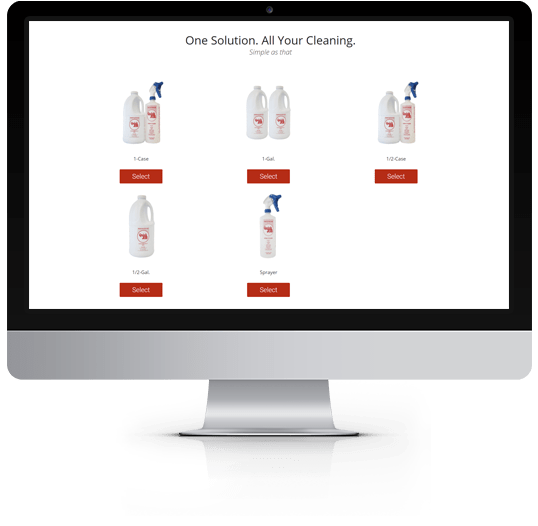 One Solution. All Your Cleaning.
Simple as that
1-Case
1-Gal.
1/2-Case
Select
Select
Select
1/2-Gal.
Sprayer
Select
Select